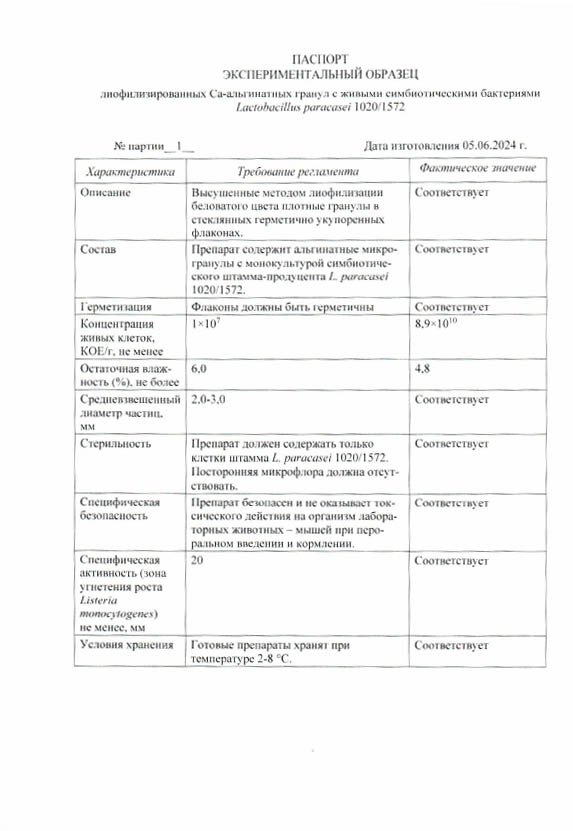 ПАСПОРТ
ЭКСПЕРИМЕНТАЛЬНЫЙ ОБРАЗЕЦ
лиофилизированных Са-альгинатных гранул с живыми симбиотическими бактериями
Lactobacillus paracasei 1020/1572
№ партии__1__ Дата изготовления 05.06.2024 г.
Характеристика Требование регламента Фактическое значение
Описание Высушенные методом лиофилизации Соответствует
беловатого цвета плотные гранулы в
стеклянных герметично укупоренных
флаконах.
Состав Препарат содержит альгинатные микро- Соответствует
гранулы с монокультурой симбиотиче-
ского штамма-продуцента L. paracasei
1020/1572.
Герметизация Флаконы должны быть герметичны Соответствует
Концентрация 1×10⁷ 8,9×10¹⁰
живых клеток,
КОЕ/г, не менее
Остаточная влаж- 6,0 4,8
ность (%), не более
Средневзвешенный 2,0-3,0 Соответствует
диаметр частиц,
мм
Стерильность Препарат должен содержать только Соответствует
клетки штамма L. paracasei 1020/1572.
Посторонняя микрофлора должна отсут-
ствовать.
Специфическая Препарат безопасен и не оказывает ток- Соответствует
безопасность сического действия на организм лабора-
торных животных – мышей при перо-
ральном введении и кормлении.
Специфическая 20 Соответствует
активность (зона
угнетения роста
Listeria
monocytogenes)
не менее, мм
Условия хранения Готовые препараты хранят при Соответствует
температуре 2-8 °С.